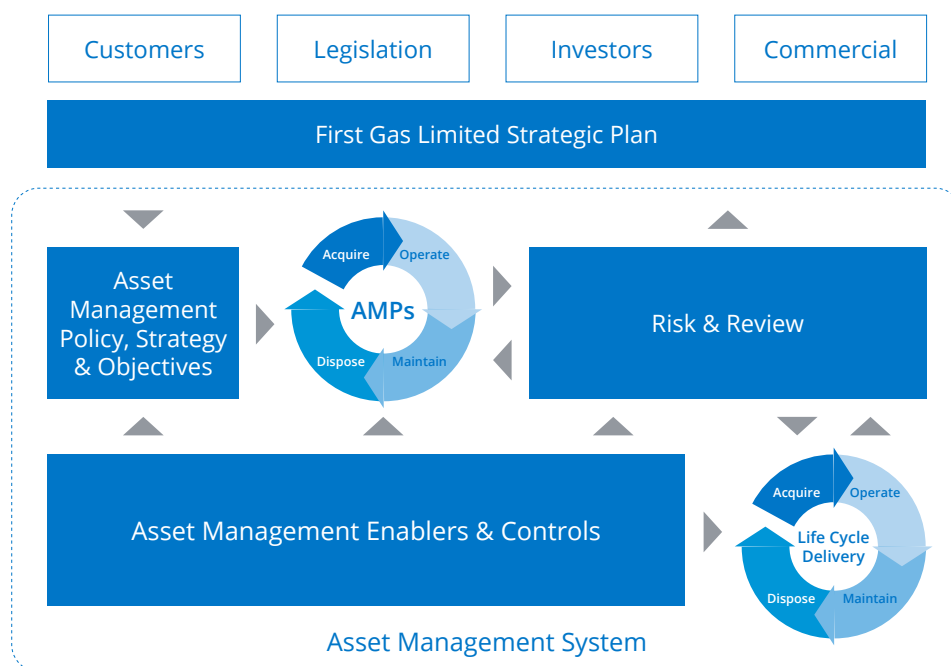 Customers
Legislation
Investors
Commercial
First Gas Limited Strategic Plan
Asset
Management
Policy, Strategy
& Objectives
Acquire
Operate
AMPs
Dispose
Maintain
Risk & Review
Asset Management Enablers & Controls
Acquire
Operate
Life Cycle
Delivery
Dispose
Maintain
Asset Management System